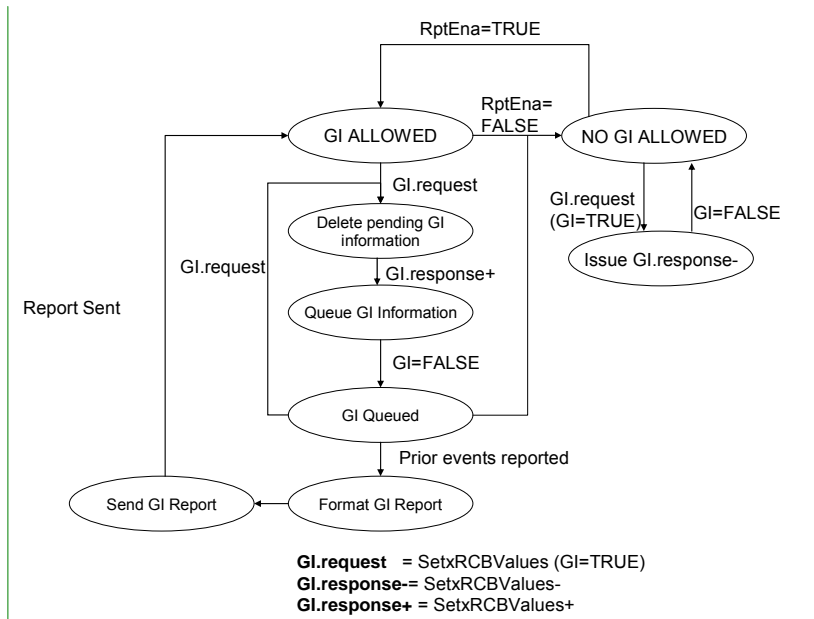 RptEna=TRUE
RptEna=
FALSE
GI ALLOWED
NO GI ALLOWED
GI.request
GI.request
(GI=TRUE)
GI=FALSE
Delete pending GI
information
Issue GI.response-
GI.request
GI.response+
Report Sent
Queue GI Information
GI=FALSE
GI Queued
Prior events reported
Send GI Report
Format GI Report
GI.request = SetxRCBValues (GI=TRUE)
GI.response-= SetxRCBValues-
GI.response+ = SetxRCBValues+